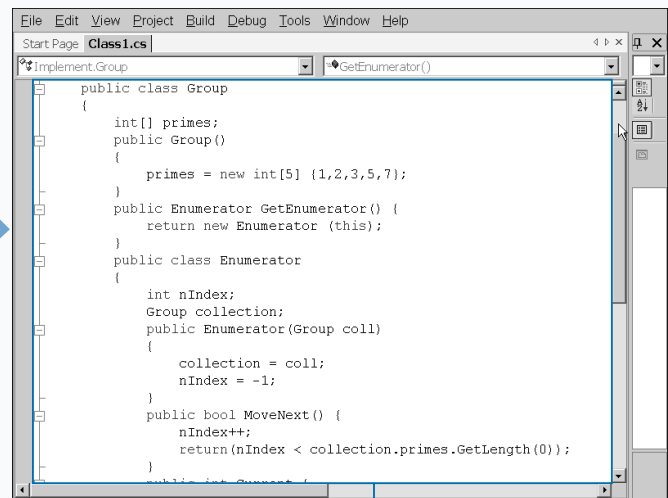 File Edit View Project Build Debug Tools Window Help
Start Page Class1.cs
Implement.Group GetEnumerator()
public class Group
{
int[] primes;
public Group()
{
primes = new int[5] {1,2,3,5,7};
}
public Enumerator GetEnumerator() {
return new Enumerator (this);
}
public class Enumerator
{
int nIndex;
Group collection;
public Enumerator(Group coll)
{
collection = coll;
nIndex = -1;
}
public bool MoveNext() {
nIndex++;
return(nIndex < collection.primes.GetLength(0));
}
public int Current {